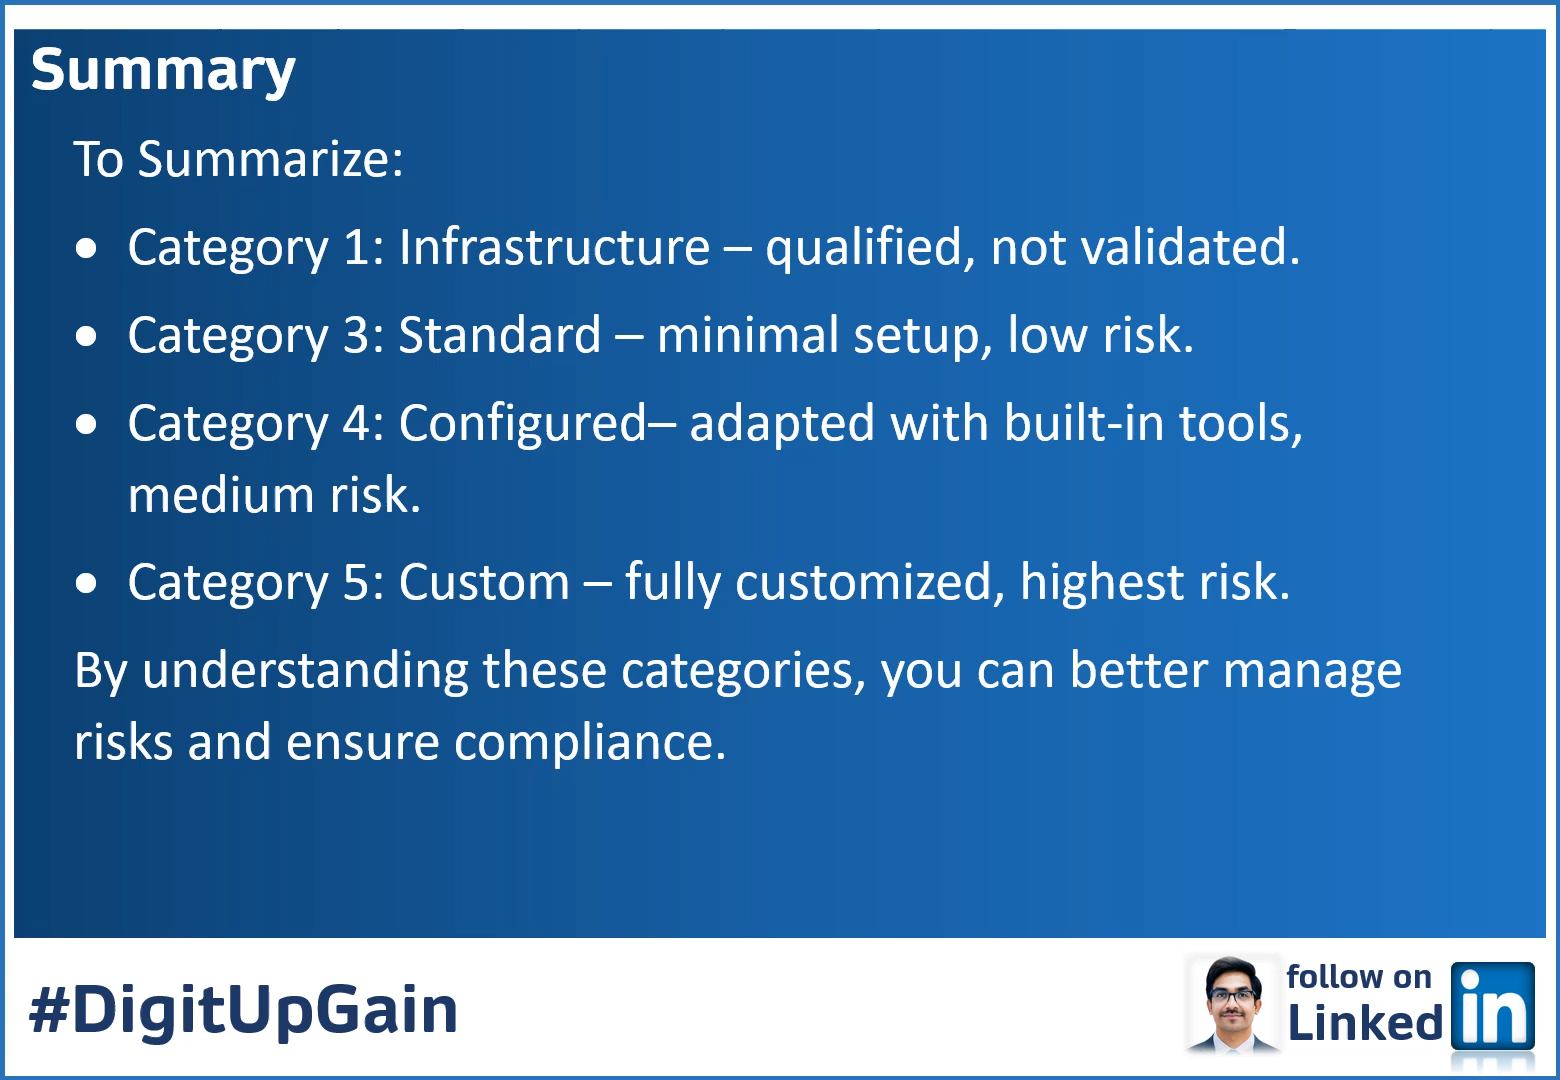 Summary
To Summarize:
• Category 1: Infrastructure – qualified, not validated.
• Category 3: Standard – minimal setup, low risk.
• Category 4: Configured– adapted with built-in tools,
medium risk.
• Category 5: Custom – fully customized, highest risk.
By understanding these categories, you can better manage
risks and ensure compliance.
#DigitUpGain
follow on
Linked in